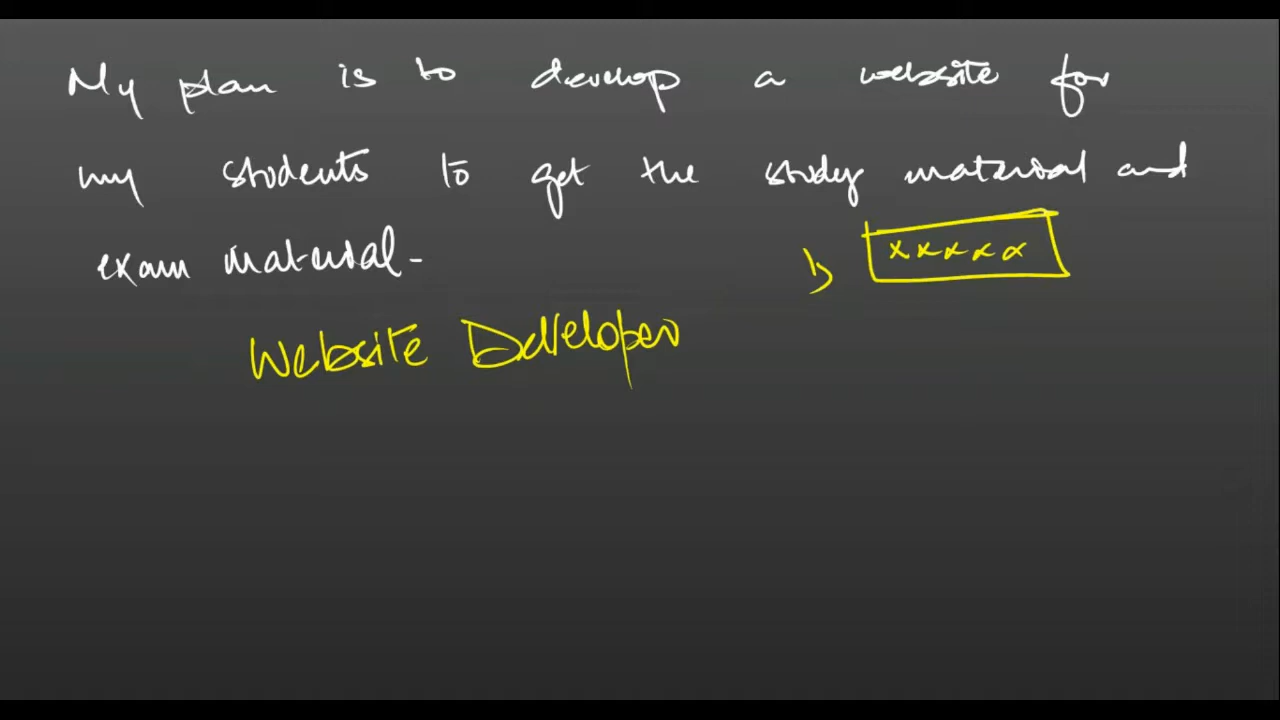 My plan is to develop a website for
my students to get the study material and
exam material-
xxxxx
Website Developer